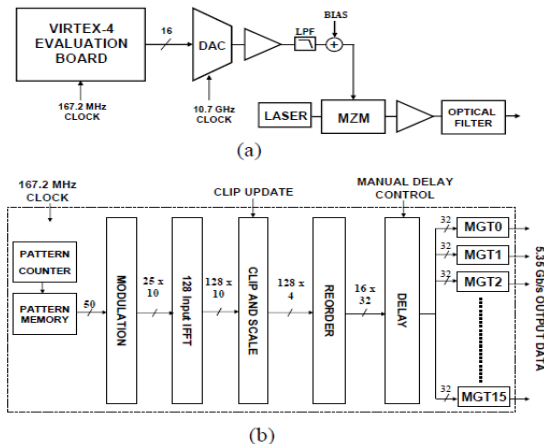 VIRTEX-4
EVALUATION
BOARD
16
DAC
LPF
BIAS
+
167.2 MHz
CLOCK
10.7 GHz
CLOCK
LASER
MZM
OPTICAL
FILTER
(a)
167.2 MHz
CLOCK
CLIP UPDATE
MANUAL DELAY
CONTROL
PATTERN
COUNTER
PATTERN
MEMORY
50
MODULATION
25 x
10
128 Input IFFT
128 x
10
CLIP AND SCALE
128 x
4
REORDER
16 x
32
DELAY
32
MGT0
32
MGT1
32
MGT2
32
MGT15
5.35 Gb/s OUTPUT DATA
(b)